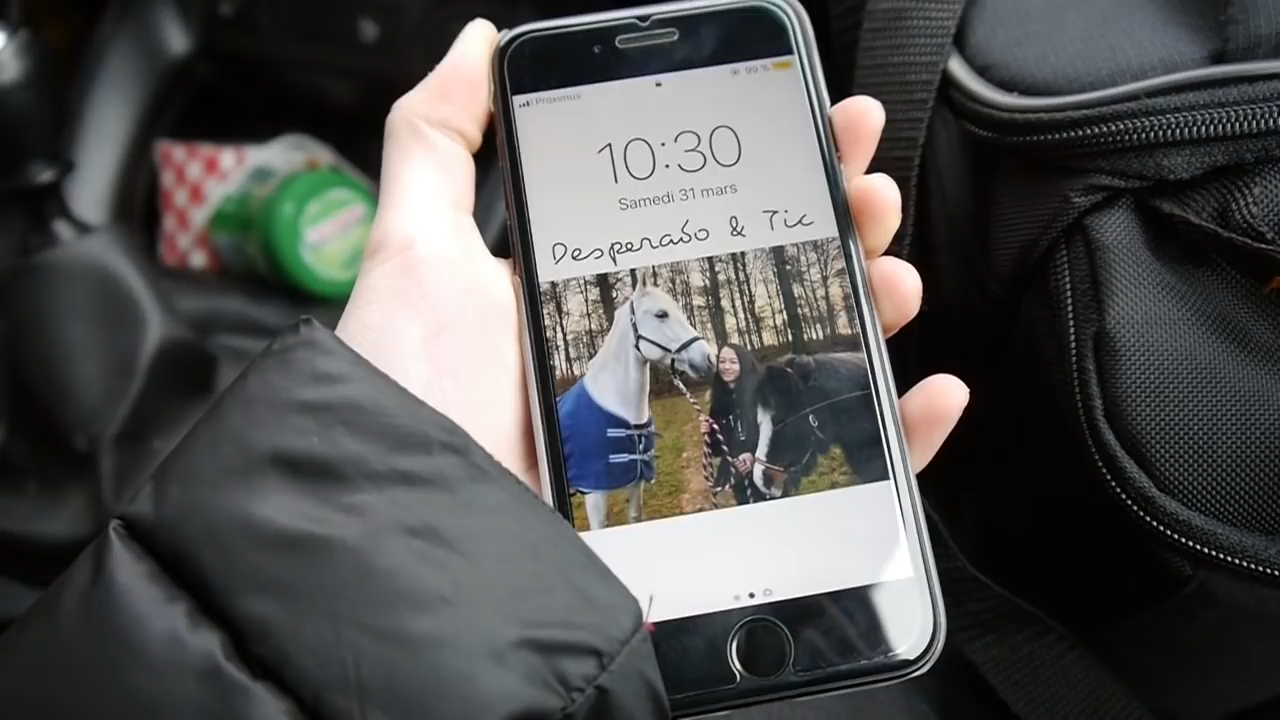 Proximus
99 %
10:30
Samedi 31 mars
Desperado & Tic